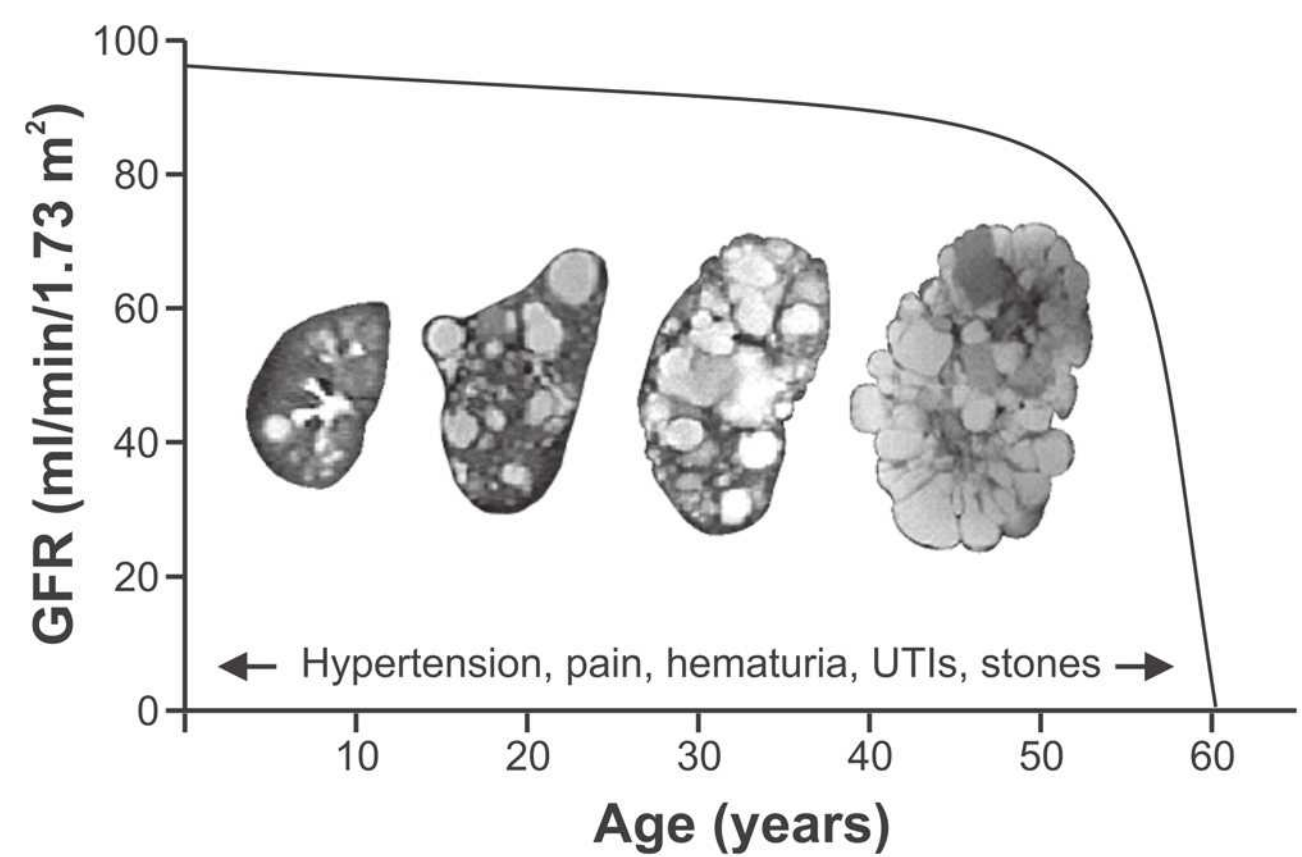 GFR (ml/min/1.73 m²)
100
80
60
40
20
0
Hypertension, pain, hematuria, UTIs, stones
10 20 30 40 50 60
Age (years)